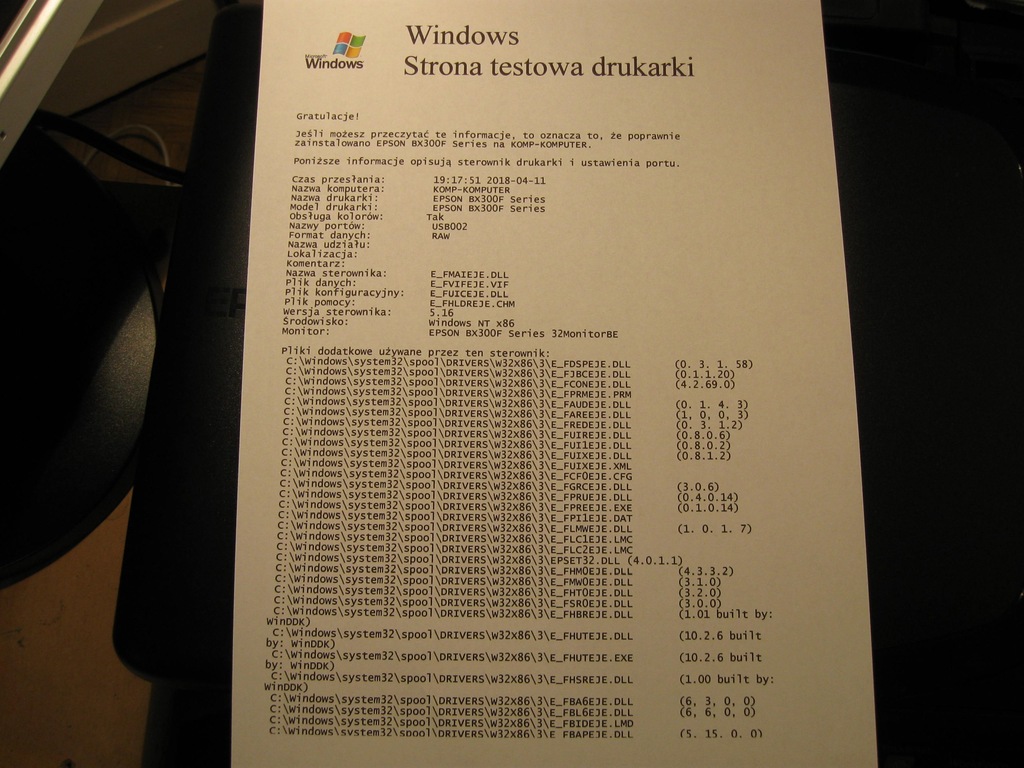 Microsoft
Windows
Windows
Strona testowa drukarki
Gratulacje!
Jeśli możesz przeczytać te informacje, to oznacza to, że poprawnie
zainstalowano EPSON BX300F Series na KOMP-KOMPUTER.
Poniższe informacje opisują sterownik drukarki i ustawienia portu.
Czas przesłania: 19:17:51 2018-04-11
Nazwa komputera: KOMP-KOMPUTER
Nazwa drukarki: EPSON BX300F Series
Model drukarki: EPSON BX300F Series
Obsługa kolorów: Tak
Nazwy portów: USB002
Format danych: RAW
Nazwa udziału:
Lokalizacja:
Komentarz:
Nazwa sterownika: E_FMAIEJE.DLL
Plik danych: E_FVIFEJE.VIF
Plik konfiguracyjny: E_FUICEJE.DLL
Plik pomocy: E_FHLDREJE.CHM
Wersja sterownika: 5.16
Środowisko: Windows NT x86
Monitor: EPSON BX300F Series 32MonitorBE
Pliki dodatkowe używane przez ten sterownik:
C:\Windows\system32\spool\DRIVERS\W32X86\3\E_FDSPEJE.DLL (0. 3. 1. 58)
C:\Windows\system32\spool\DRIVERS\W32X86\3\E_FJBCEJE.DLL (0.1.1.20)
C:\Windows\system32\spool\DRIVERS\W32X86\3\E_FCONEJE.DLL (4.2.69.0)
C:\Windows\system32\spool\DRIVERS\W32X86\3\E_FPRMEJE.PRM
C:\Windows\system32\spool\DRIVERS\W32X86\3\E_FAUDEJE.DLL (0. 1. 4. 3)
C:\Windows\system32\spool\DRIVERS\W32X86\3\E_FAREEJE.DLL (1, 0, 0, 3)
C:\Windows\system32\spool\DRIVERS\W32X86\3\E_FREDEJE.DLL (0. 3. 1.2)
C:\Windows\system32\spool\DRIVERS\W32X86\3\E_FUIREJE.DLL (0.8.0.6)
C:\Windows\system32\spool\DRIVERS\W32X86\3\E_FUI1EJE.DLL (0.8.0.2)
C:\Windows\system32\spool\DRIVERS\W32X86\3\E_FUIXEJE.DLL (0.8.1.2)
C:\Windows\system32\spool\DRIVERS\W32X86\3\E_FUIXEJE.XML
C:\Windows\system32\spool\DRIVERS\W32X86\3\E_FCF0EJE.CFG
C:\Windows\system32\spool\DRIVERS\W32X86\3\E_FGRCEJE.DLL (3.0.6)
C:\Windows\system32\spool\DRIVERS\W32X86\3\E_FPRUEJE.DLL (0.4.0.14)
C:\Windows\system32\spool\DRIVERS\W32X86\3\E_FPREEJE.EXE (0.1.0.14)
C:\Windows\system32\spool\DRIVERS\W32X86\3\E_FPI1EJE.DAT
C:\Windows\system32\spool\DRIVERS\W32X86\3\E_FLMWEJE.DLL (1. 0. 1. 7)
C:\Windows\system32\spool\DRIVERS\W32X86\3\E_FLC1EJE.LMC
C:\Windows\system32\spool\DRIVERS\W32X86\3\E_FLC2EJE.LMC
C:\Windows\system32\spool\DRIVERS\W32X86\3\EPSET32.DLL (4.0.1.1)
C:\Windows\system32\spool\DRIVERS\W32X86\3\E_FHM0EJE.DLL (4.3.3.2)
C:\Windows\system32\spool\DRIVERS\W32X86\3\E_FMW0EJE.DLL (3.1.0)
C:\Windows\system32\spool\DRIVERS\W32X86\3\E_FHT0EJE.DLL (3.2.0)
C:\Windows\system32\spool\DRIVERS\W32X86\3\E_FSR0EJE.DLL (3.0.0)
C:\Windows\system32\spool\DRIVERS\W32X86\3\E_FHBREJE.DLL (1.01 built by:
WinDDK)
C:\Windows\system32\spool\DRIVERS\W32X86\3\E_FHUTEJE.DLL (10.2.6 built
by: WinDDK)
C:\Windows\system32\spool\DRIVERS\W32X86\3\E_FHUTEJE.EXE (10.2.6 built
by: WinDDK)
C:\Windows\system32\spool\DRIVERS\W32X86\3\E_FHSREJE.DLL (1.00 built by:
WinDDK)
C:\Windows\system32\spool\DRIVERS\W32X86\3\E_FBA6EJE.DLL (6, 3, 0, 0)
C:\Windows\system32\spool\DRIVERS\W32X86\3\E_FBL6EJE.DLL (6, 6, 0, 0)
C:\Windows\system32\spool\DRIVERS\W32X86\3\E_FBIDEJE.LMD
C:\Windows\system32\spool\DRIVERS\W32X86\3\E_FBAPEJE.DLL (5. 15. 0. 0)